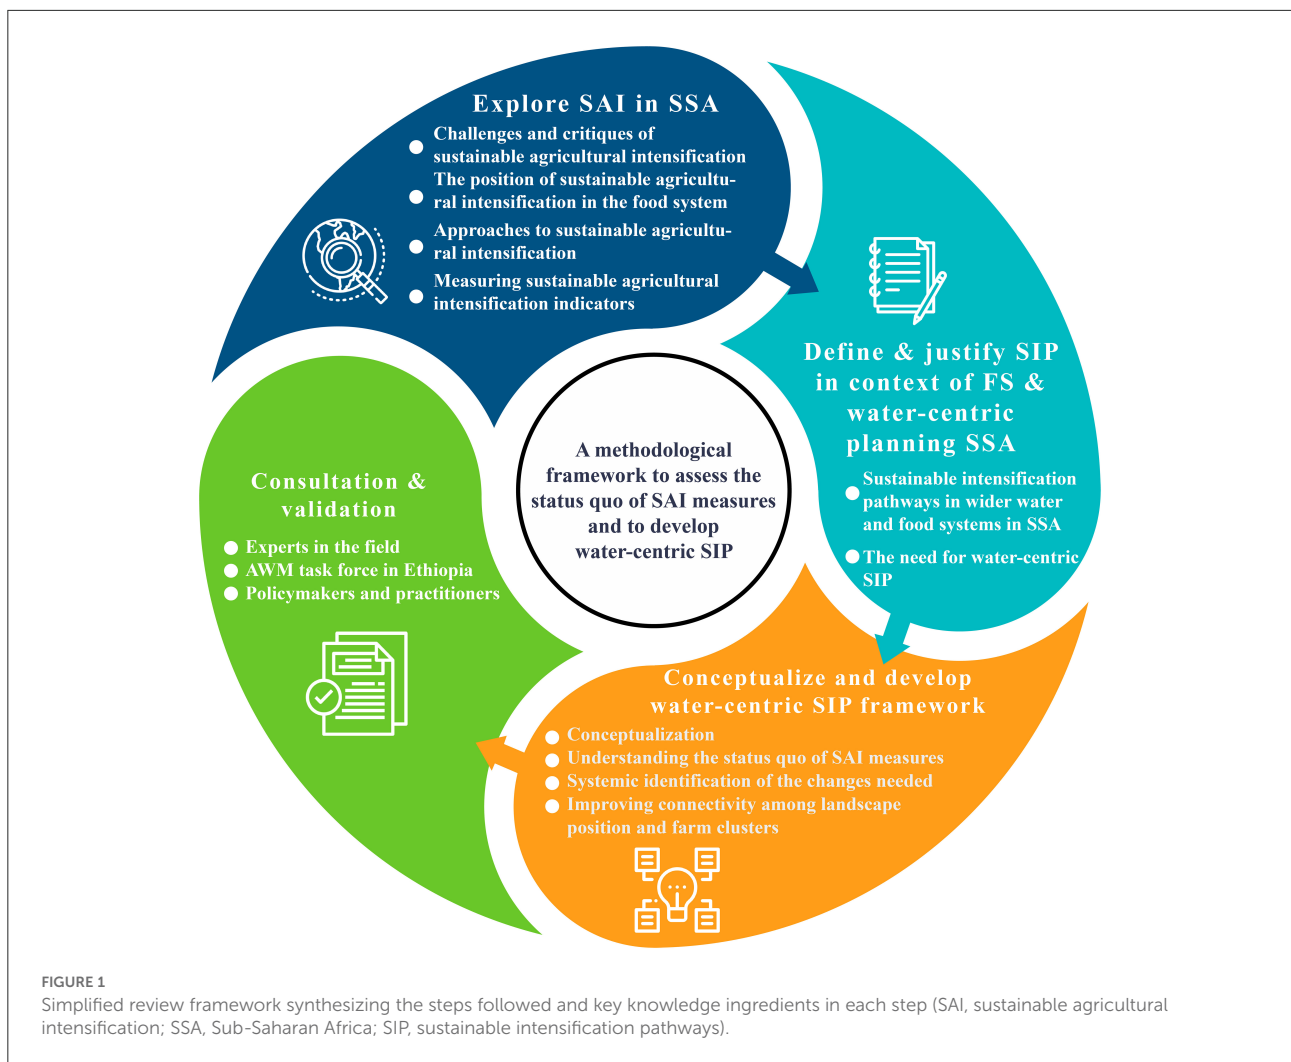 Explore SAI in SSA
Challenges and critiques of
sustainable agricultural intensification
The position of sustainable agricultu-
ral intensification in the food system
Approaches to sustainable agricultu-
ral intensification
Measuring sustainable agricultural
intensification indicators
Define & justify SIP
in context of FS &
water-centric
planning SSA
Sustainable intensification
pathways in wider water
and food systems in SSA
The need for water-centric
SIP
Conceptualize and develop
water-centric SIP framework
Conceptualization
Understanding the status quo of SAI measures
Systemic identification of the changes needed
Improving connectivity among landscape
position and farm clusters
Consultation &
validation
Experts in the field
AWM task force in Ethiopia
Policymakers and practitioners
A methodological
framework to assess the
status quo of SAI measures
and to develop
water-centric SIP
FIGURE 1
Simplified review framework synthesizing the steps followed and key knowledge ingredients in each step (SAI, sustainable agricultural
intensification; SSA, Sub-Saharan Africa; SIP, sustainable intensification pathways).